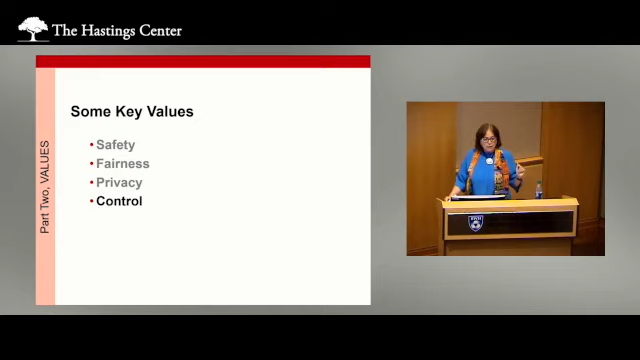 The Hastings Center
Some Key Values
• Safety
• Fairness
• Privacy
• Control
Part Two, VALUES